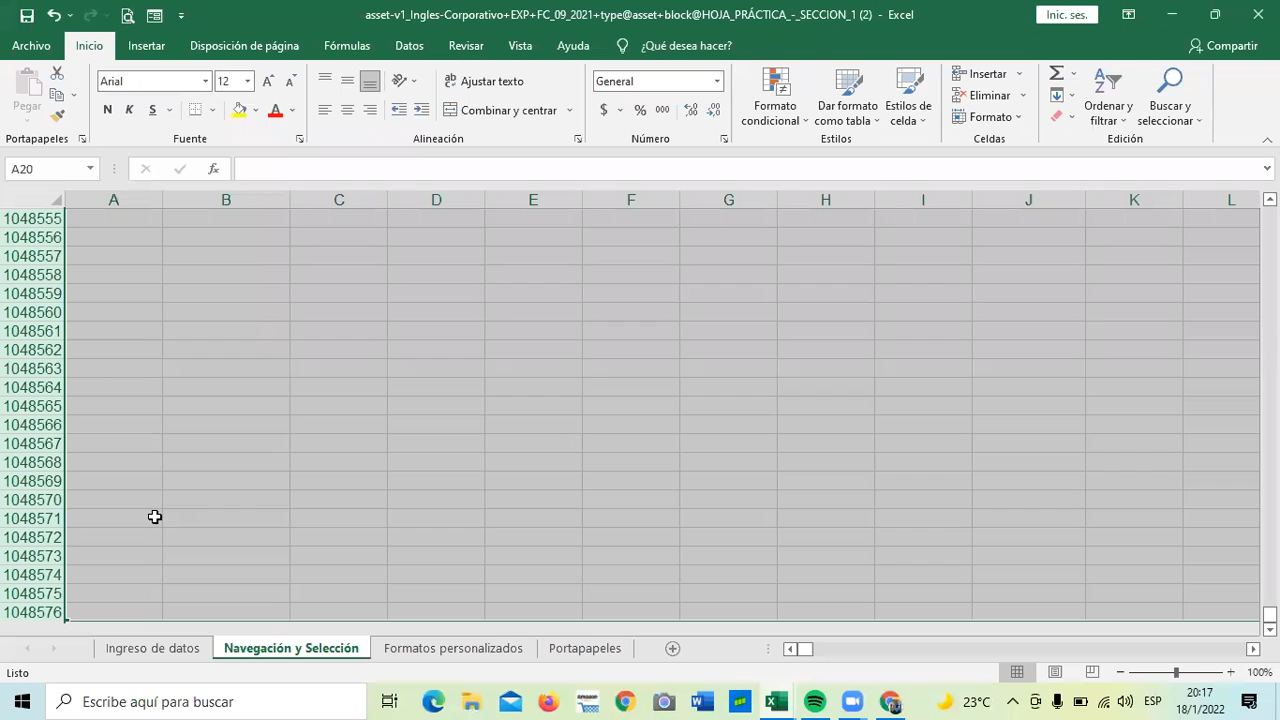 asset-v1_Ingles-Corporativo+EXP+FC_09_2021+type@asset+block@HOJA_PRÁCTICA_-_SECCION_1 (2) - Excel
Inic. ses.
Archivo Inicio Insertar Disposición de página Fórmulas Datos Revisar Vista Ayuda ¿Qué desea hacer? Compartir
Pegar
Arial 12
N K S
Ajustar texto
Combinar y centrar
General
$ % 000
Formato condicional
Dar formato como tabla
Estilos de celda
Insertar
Eliminar
Formato
Ordenar y filtrar
Buscar y seleccionar
Portapapeles Fuente Alineación Número Estilos Celdas Edición
A20 fx
A B C D E F G H I J K L
1048555
1048556
1048557
1048558
1048559
1048560
1048561
1048562
1048563
1048564
1048565
1048566
1048567
1048568
1048569
1048570
1048571
1048572
1048573
1048574
1048575
1048576
Ingreso de datos Navegación y Selección Formatos personalizados Portapapeles
Listo 100%
Escribe aquí para buscar 23°C ESP 20:17
18/1/2022